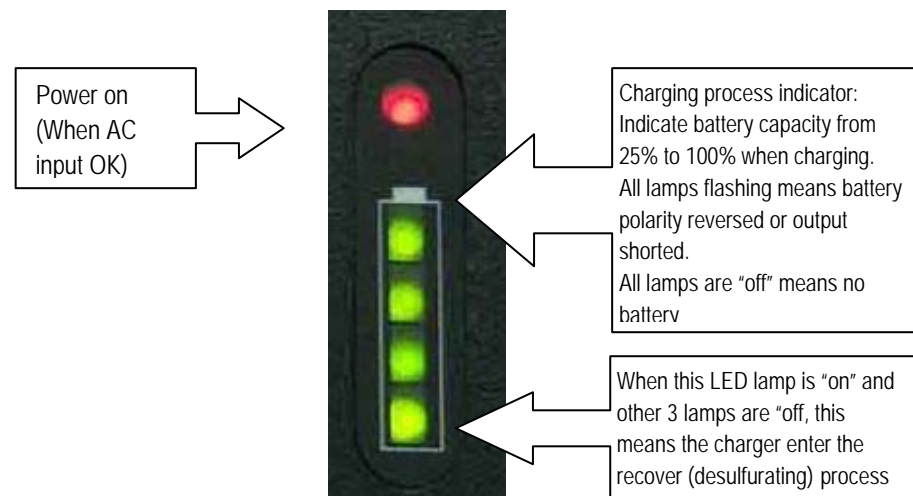 Power on
(When AC
input OK)
Charging process indicator:
Indicate battery capacity from
25% to 100% when charging.
All lamps flashing means battery
polarity reversed or output
shorted.
All lamps are “off” means no
battery
When this LED lamp is “on” and
other 3 lamps are “off, this
means the charger enter the
recover (desulfurating) process